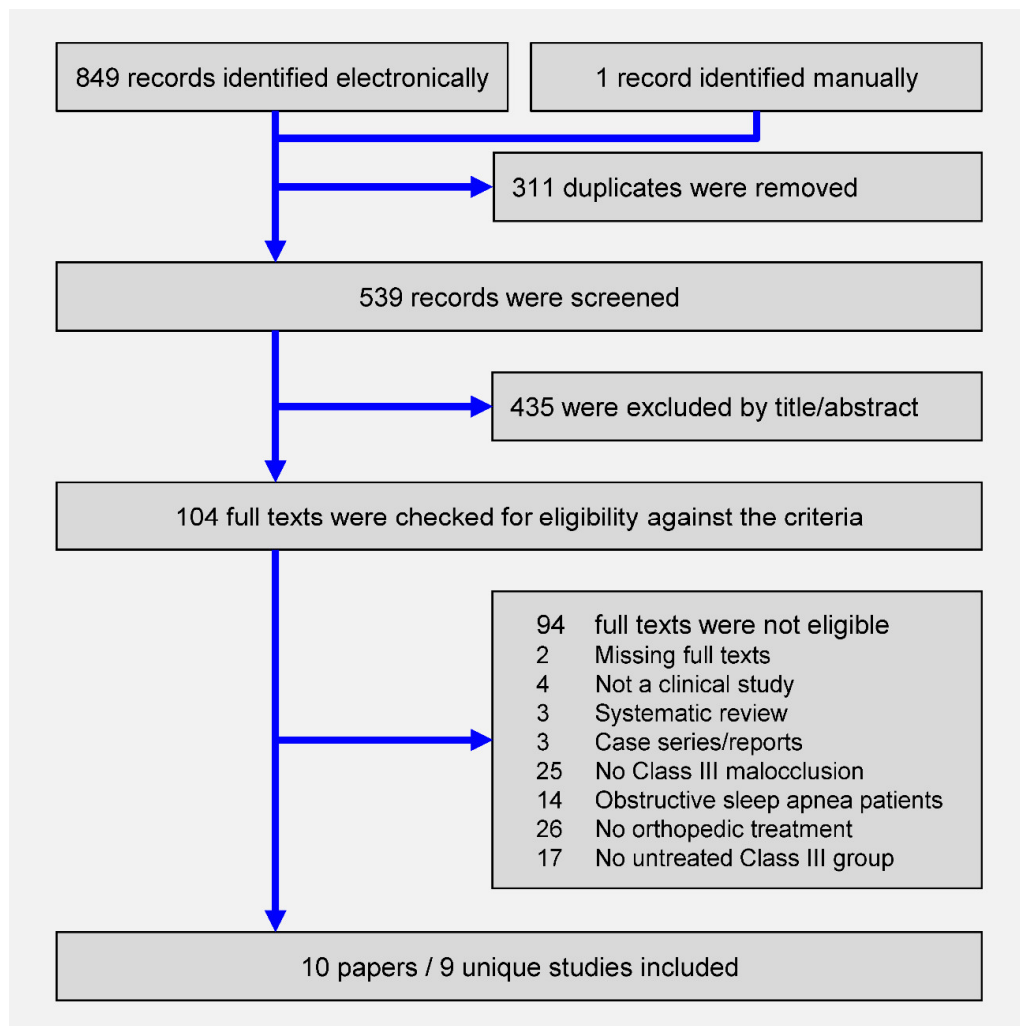 849 records identified electronically
1 record identified manually
311 duplicates were removed
539 records were screened
435 were excluded by title/abstract
104 full texts were checked for eligibility against the criteria
94 full texts were not eligible
2 Missing full texts
4 Not a clinical study
3 Systematic review
3 Case series/reports
25 No Class III malocclusion
14 Obstructive sleep apnea patients
26 No orthopedic treatment
17 No untreated Class III group
10 papers / 9 unique studies included